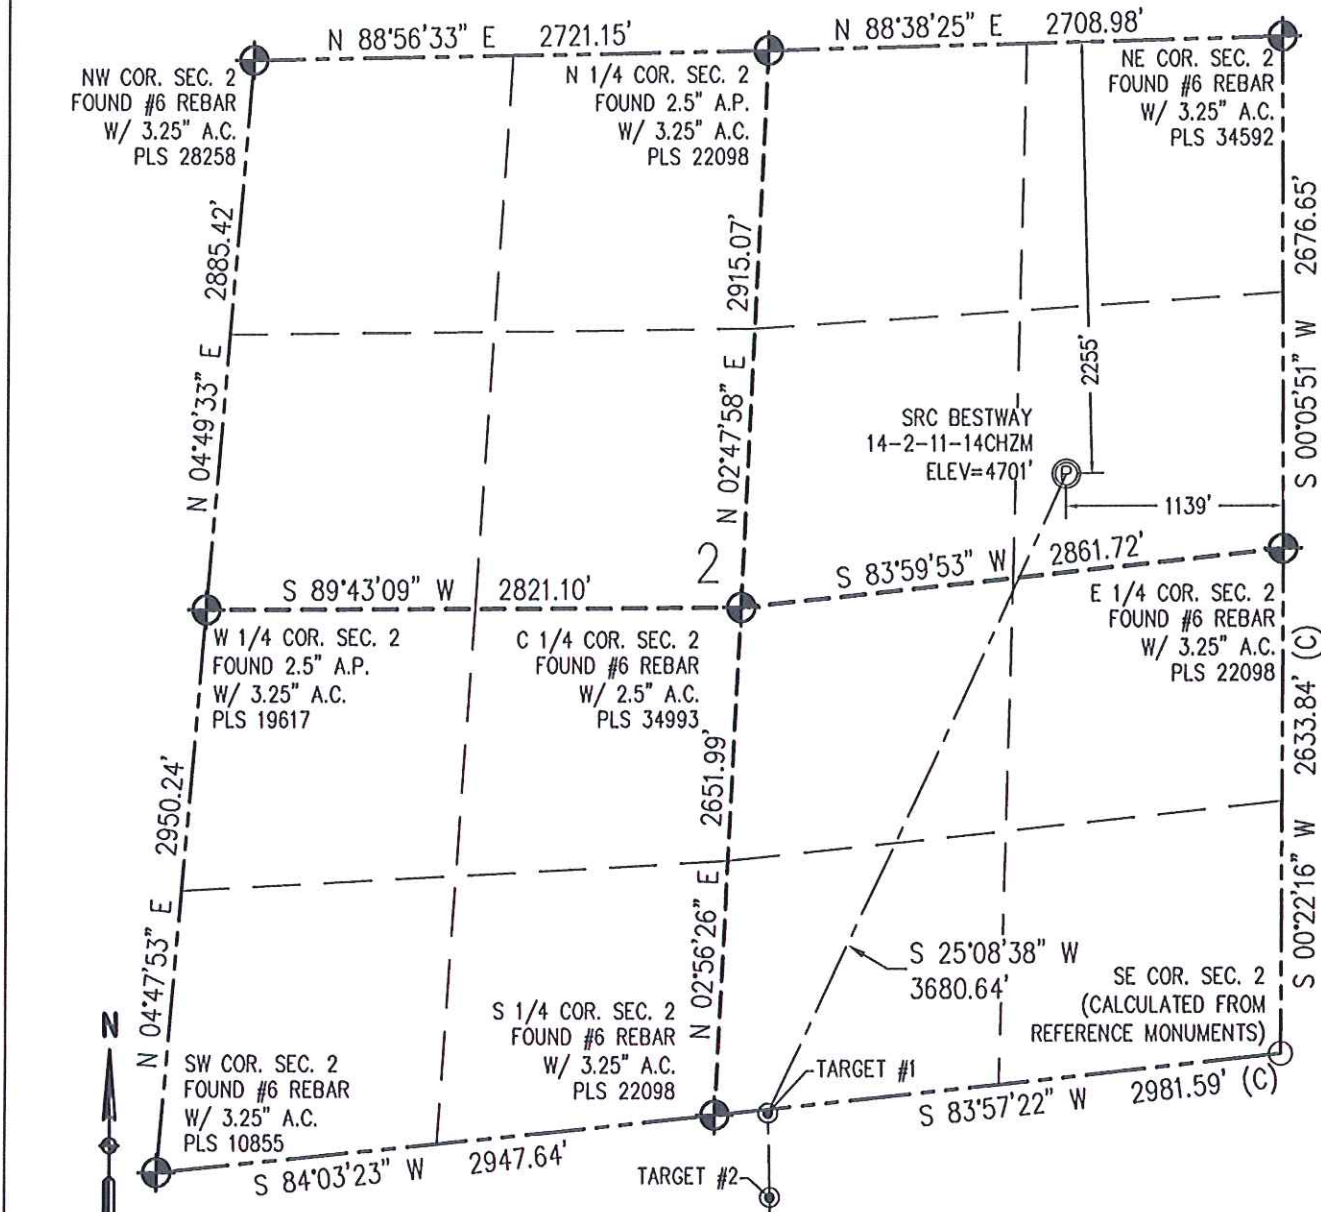 N 88°56'33" E 2721.15'
N 88°38'25" E 2708.98'
NW COR. SEC. 2
FOUND #6 REBAR
W/ 3.25" A.C.
PLS 28258
N 1/4 COR. SEC. 2
FOUND 2.5" A.P.
W/ 3.25" A.C.
PLS 22098
NE COR. SEC. 2
FOUND #6 REBAR
W/ 3.25" A.C.
PLS 34592
N 04°49'33" E 2885.42'
N 02°47'58" E 2915.07'
S 00°05'51" W 2676.65'
2255'
SRC BESTWAY
14-2-11-14CHZM
ELEV=4701'
P
1139'
2
S 89°43'09" W 2821.10'
S 83°59'53" W 2861.72'
W 1/4 COR. SEC. 2
FOUND 2.5" A.P.
W/ 3.25" A.C.
PLS 19617
C 1/4 COR. SEC. 2
FOUND #6 REBAR
W/ 2.5" A.C.
PLS 34993
E 1/4 COR. SEC. 2
FOUND #6 REBAR
W/ 3.25" A.C.
PLS 22098
N 04°47'53" E 2950.24'
N 02°56'26" E 2651.99'
S 00°22'16" W 2633.84' (C)
S 25°08'38" W
3680.64'
N
SW COR. SEC. 2
FOUND #6 REBAR
W/ 3.25" A.C.
PLS 10855
S 1/4 COR. SEC. 2
FOUND #6 REBAR
W/ 3.25" A.C.
PLS 22098
SE COR. SEC. 2
(CALCULATED FROM
REFERENCE MONUMENTS)
TARGET #1
S 84°03'23" W 2947.64'
S 83°57'22" W 2981.59' (C)
TARGET #2